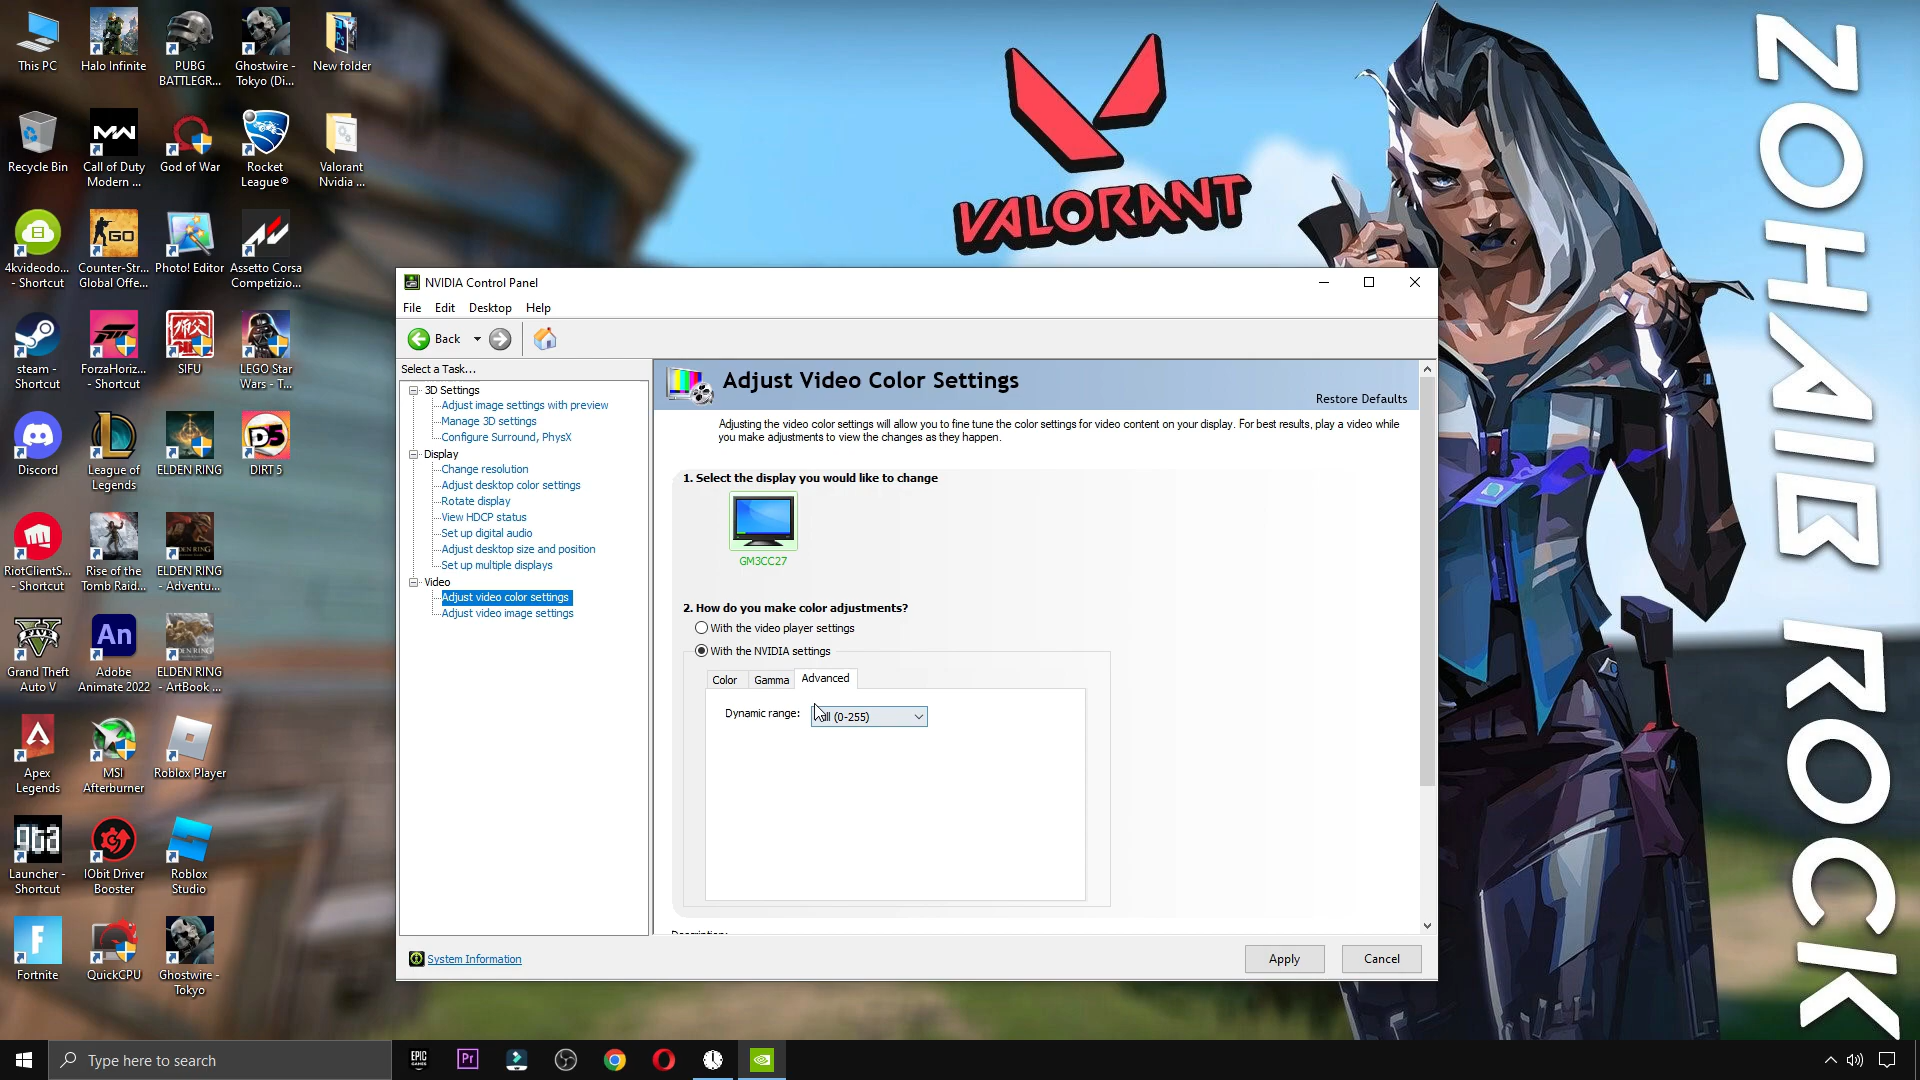 This PC
Halo Infinite
PUBG
BATTLEGR...
Ghostwire -
Tokyo (Di...
New folder
Recycle Bin
Call of Duty
Modern ...
God of War
Rocket
League®
Valorant
Nvidia ...
4kvideodo...
- Shortcut
Counter-Str...
Global Offe...
Photo! Editor
Assetto Corsa
Competizio...
steam -
Shortcut
ForzaHoriz...
- Shortcut
SIFU
LEGO Star
Wars - T...
Discord
League of
Legends
ELDEN RING
DIRT 5
RiotClientS...
- Shortcut
Rise of the
Tomb Raid...
ELDEN RING
- Adventu...
Grand Theft
Auto V
Adobe
Animate 2022
ELDEN RING
- ArtBook ...
Apex
Legends
MSI
Afterburner
Roblox Player
Launcher -
Shortcut
IObit Driver
Booster
Roblox
Studio
Fortnite
QuickCPU
Ghostwire -
Tokyo
VALORANT
ZOHAIB ROCK
NVIDIA Control Panel
File Edit Desktop Help
Back
Select a Task...
3D Settings
Adjust image settings with preview
Manage 3D settings
Configure Surround, PhysX
Display
Change resolution
Adjust desktop color settings
Rotate display
View HDCP status
Set up digital audio
Adjust desktop size and position
Set up multiple displays
Video
Adjust video color settings
Adjust video image settings
System Information
Adjust Video Color Settings
Restore Defaults
Adjusting the video color settings will allow you to fine tune the color settings for video content on your display. For best results, play a video while
you make adjustments to view the changes as they happen.
1. Select the display you would like to change
GM3CC27
2. How do you make color adjustments?
With the video player settings
With the NVIDIA settings
Color Gamma Advanced
Dynamic range: (0-255)
Apply Cancel
Type here to search
EPIC
GAMES
Pr